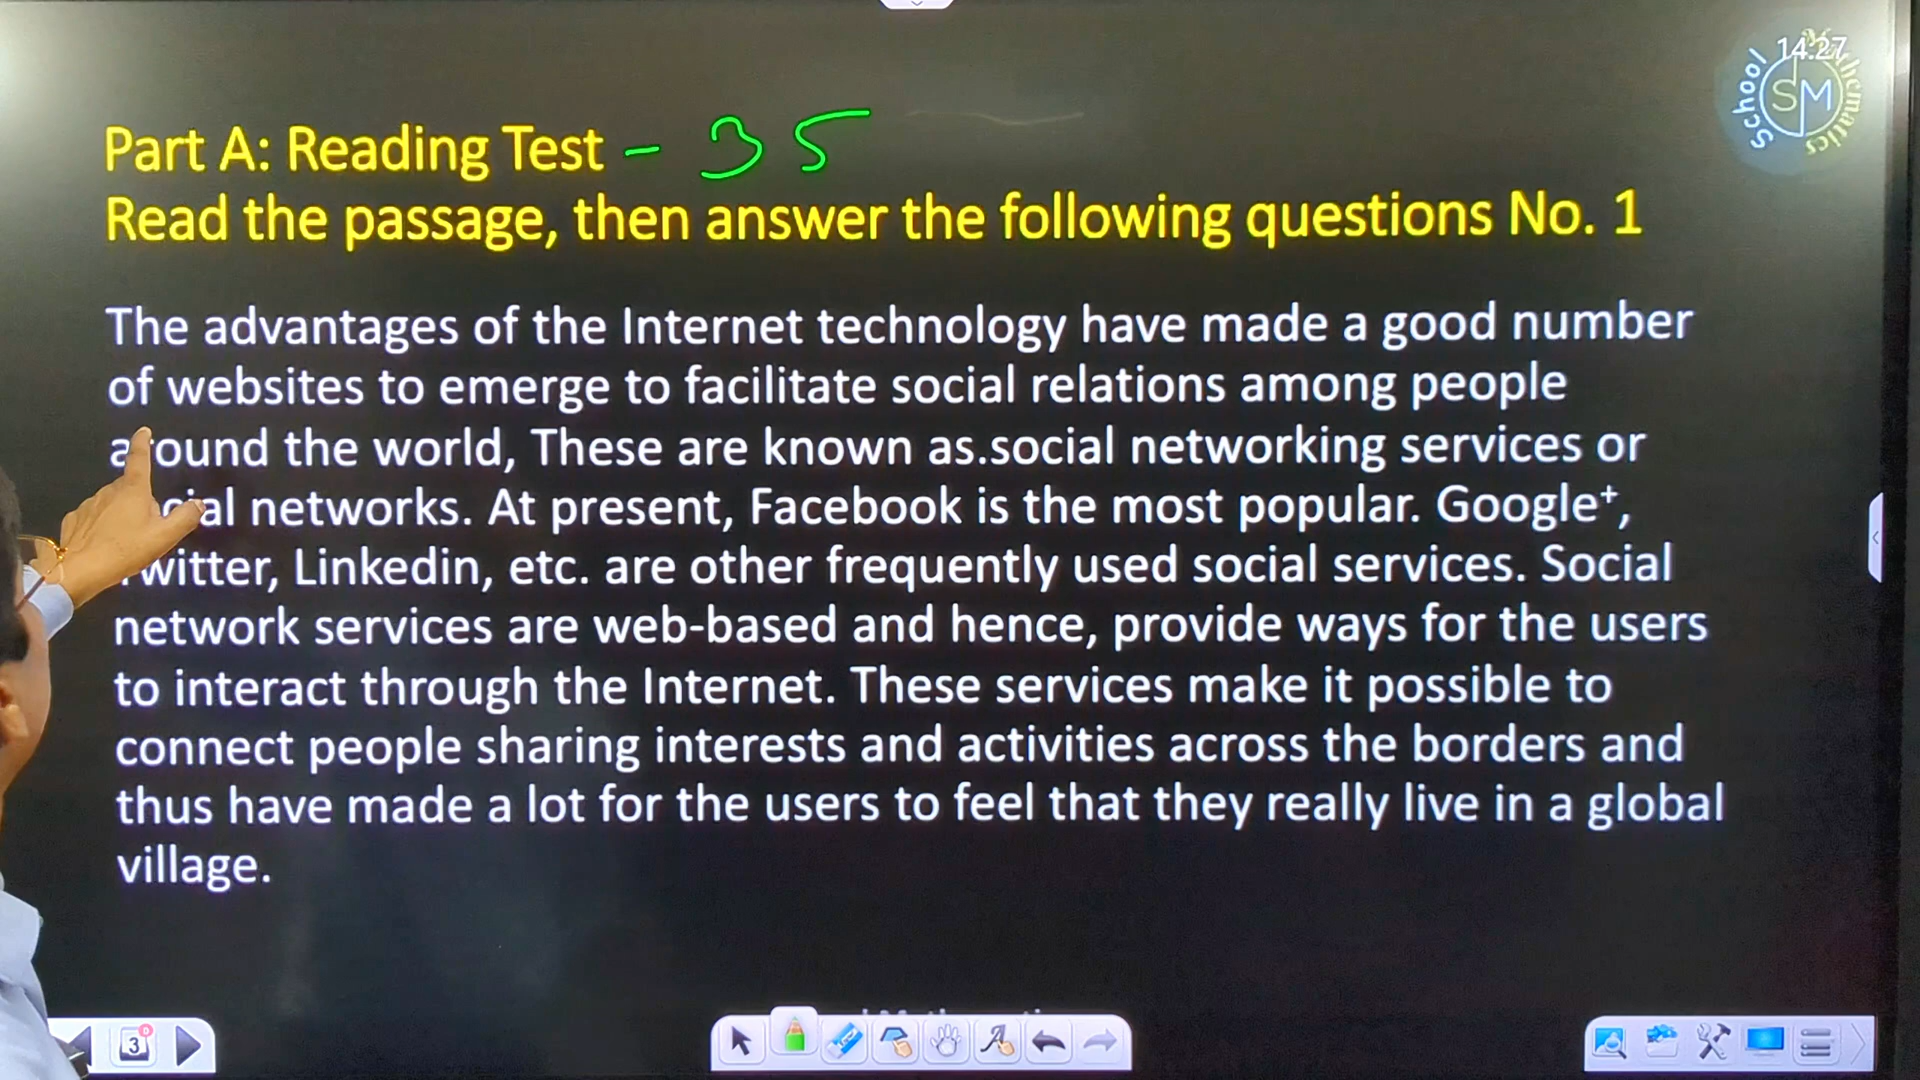 14:27
School Mathematics
SM
Part A: Reading Test - 35
Read the passage, then answer the following questions No. 1
The advantages of the Internet technology have made a good number
of websites to emerge to facilitate social relations among people
around the world, These are known as.social networking services or
social networks. At present, Facebook is the most popular. Google⁺,
Twitter, Linkedin, etc. are other frequently used social services. Social
network services are web-based and hence, provide ways for the users
to interact through the Internet. These services make it possible to
connect people sharing interests and activities across the borders and
thus have made a lot for the users to feel that they really live in a global
village.
3